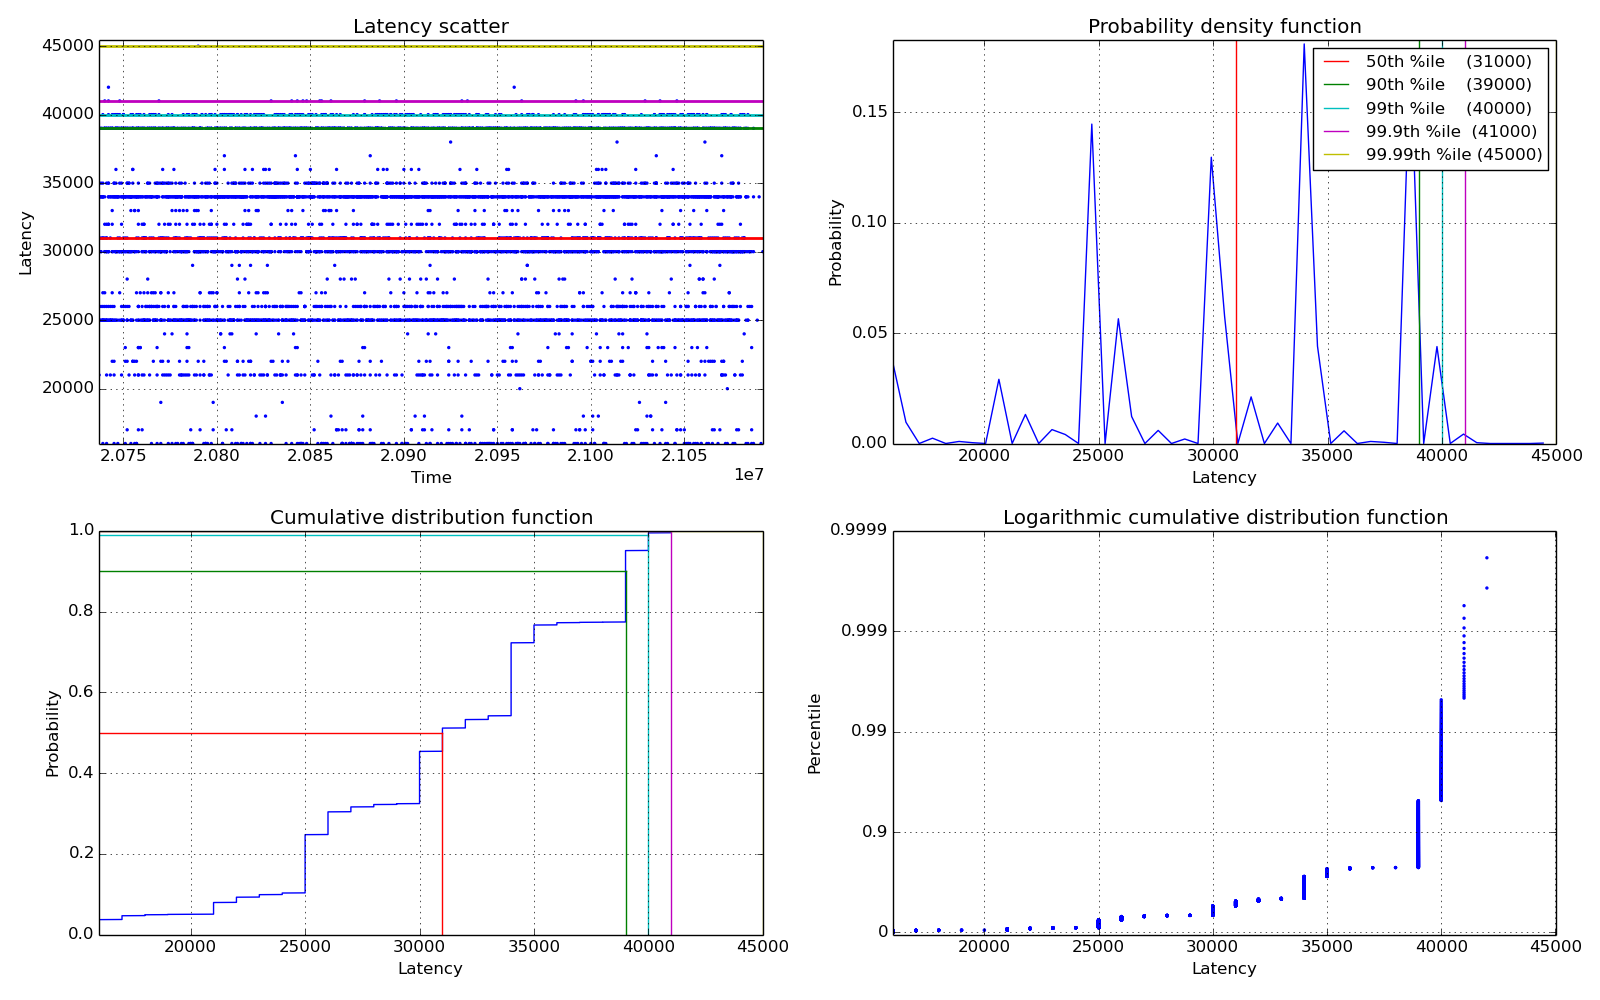 Latency scatter
45000
40000
35000
30000
25000
20000
Latency
2.075 2.080 2.085 2.090 2.095 2.100 2.105
1e7
Time
Probability density function
0.15
0.10
0.05
0.00
Probability
50th %ile (31000)
90th %ile (39000)
99th %ile (40000)
99.9th %ile (41000)
99.99th %ile (45000)
20000 25000 30000 35000 40000 45000
Latency
Cumulative distribution function
1.0
0.8
0.6
0.4
0.2
0.0
Probability
20000 25000 30000 35000 40000 45000
Latency
Logarithmic cumulative distribution function
0.9999
0.999
0.99
0.9
0
Percentile
20000 25000 30000 35000 40000 45000
Latency